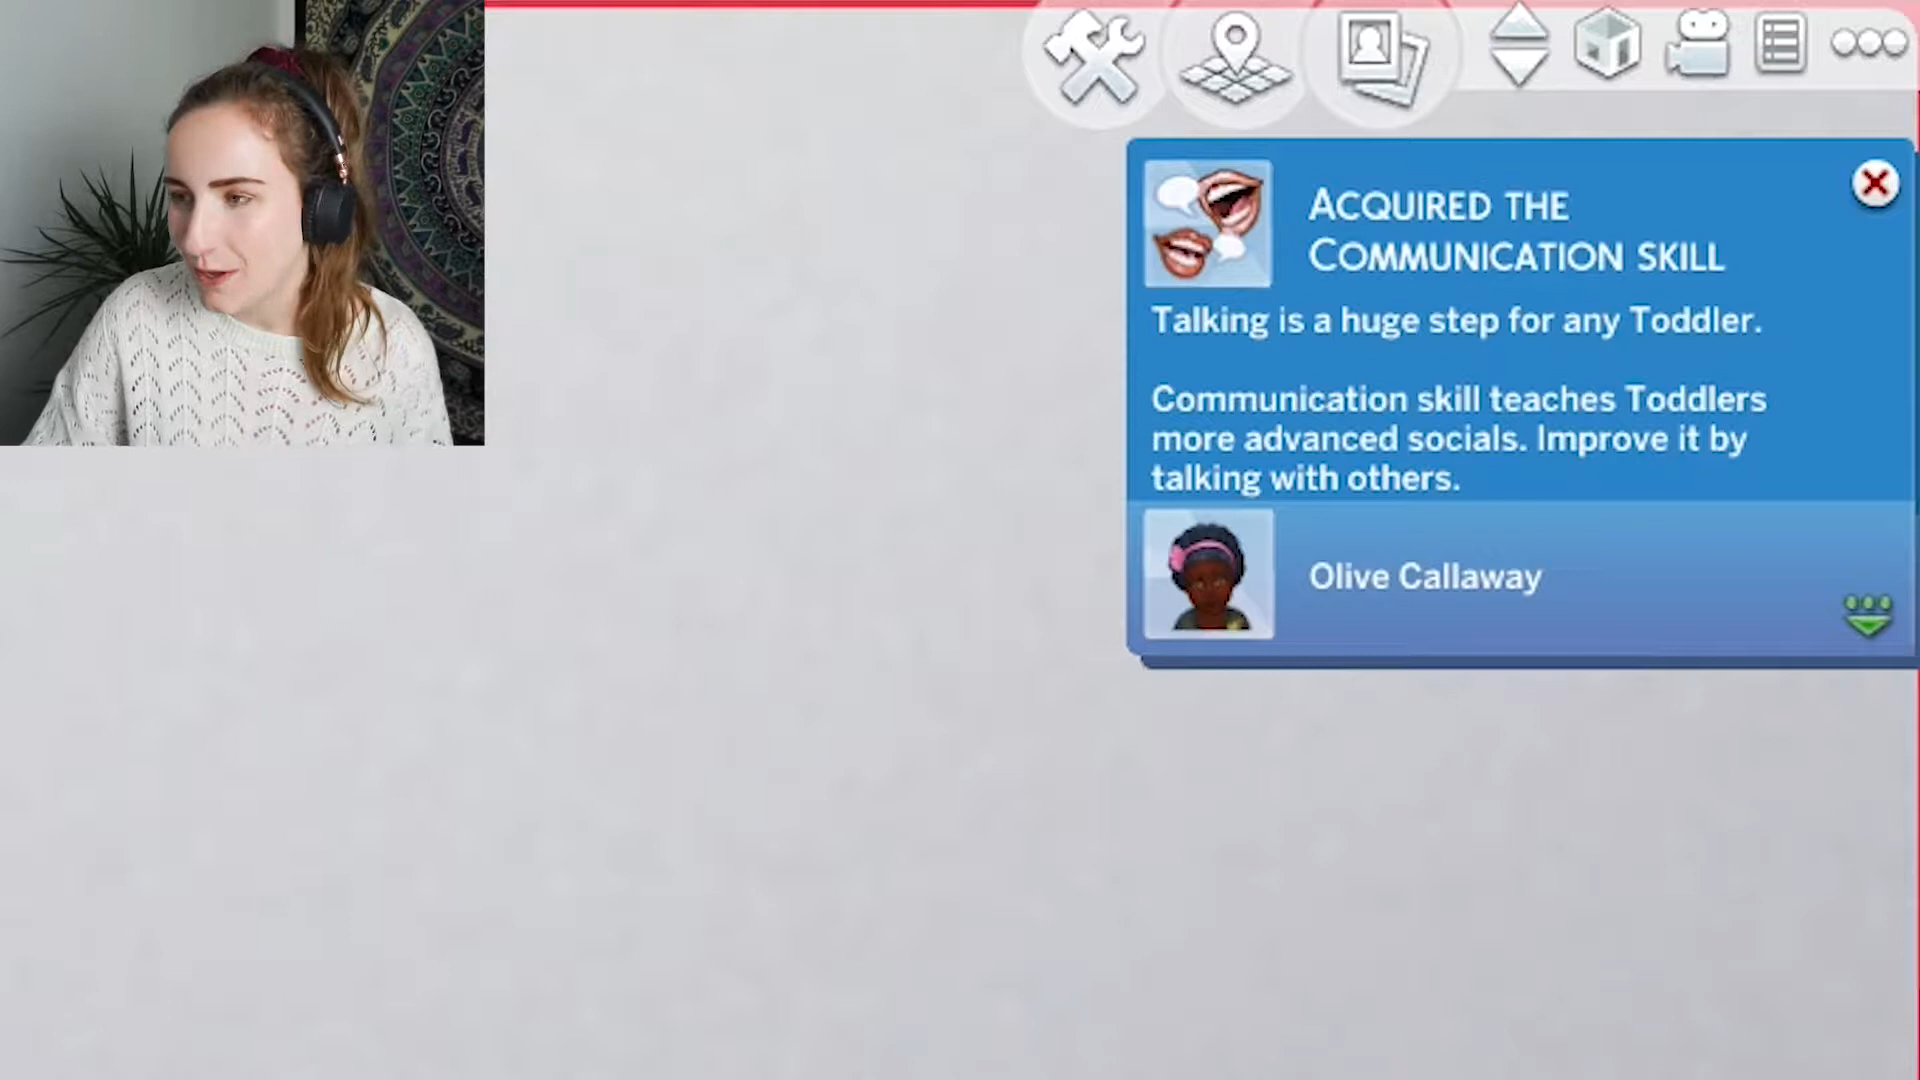 ACQUIRED THE
COMMUNICATION SKILL
Talking is a huge step for any Toddler.
Communication skill teaches Toddlers
more advanced socials. Improve it by
talking with others.
Olive Callaway